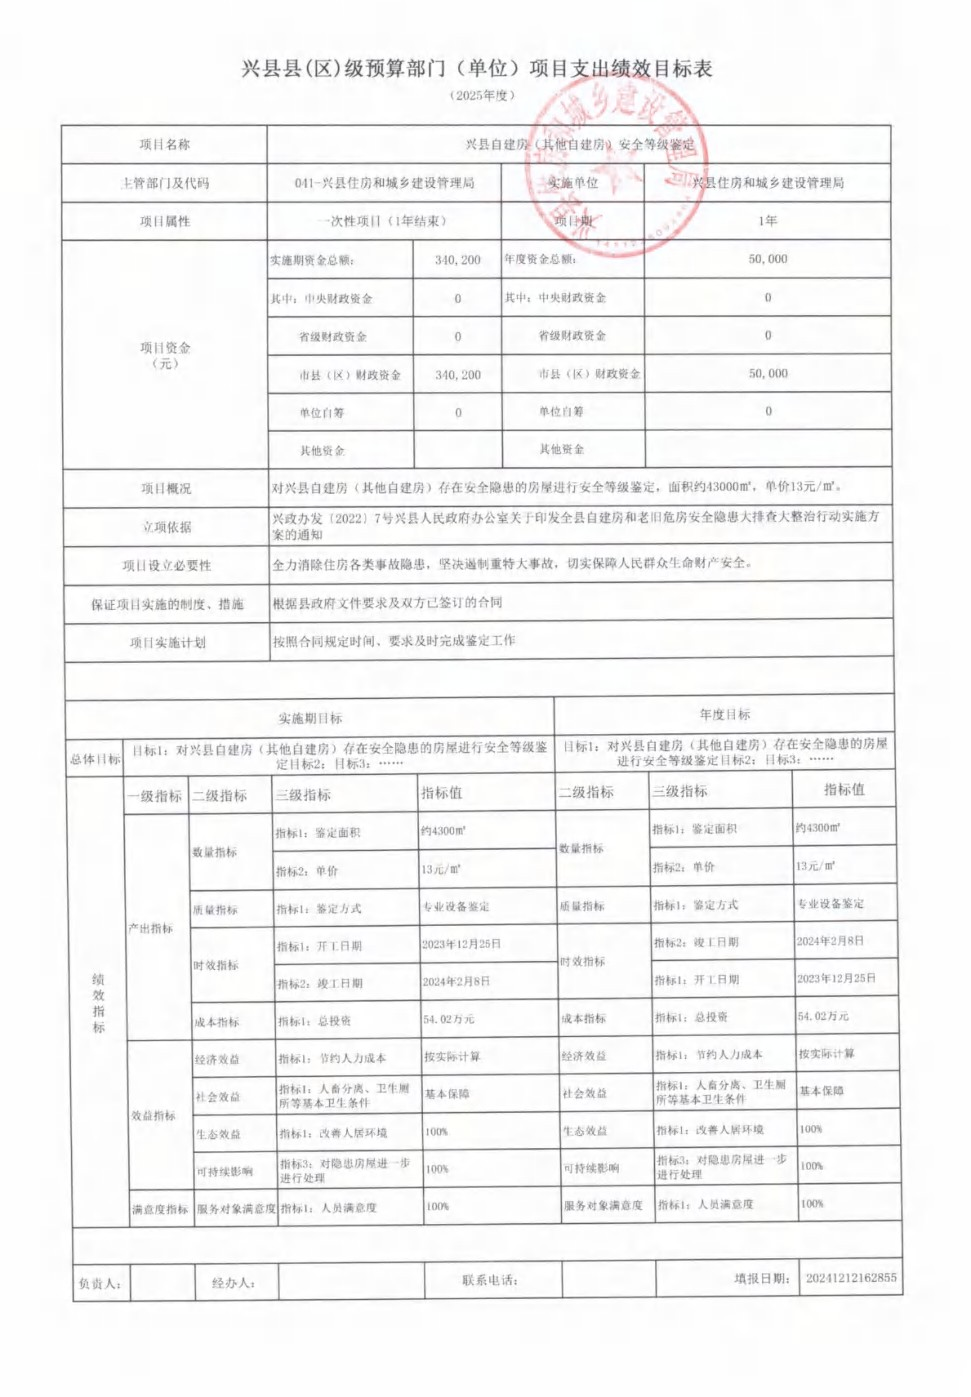 兴县县(区)级预算部门（单位）项目支出绩效目标表
（2025年度）
项目名称 兴县自建房（其他自建房）安全等级鉴定
主管部门及代码 041-兴县住房和城乡建设管理局 实施单位 兴县住房和城乡建设管理局
项目属性 一次性项目（1年结束） 项目期 1年
项目资金
（元）
实施期资金总额： 340,200 年度资金总额： 50,000
其中：中央财政资金 0 其中：中央财政资金 0
省级财政资金 0 省级财政资金 0
市县（区）财政资金 340,200 市县（区）财政资金 50,000
单位自筹 0 单位自筹 0
其他资金 其他资金
项目概况 对兴县自建房（其他自建房）存在安全隐患的房屋进行安全等级鉴定，面积约43000㎡，单价13元/㎡。
立项依据 兴政办发〔2022〕7号兴县人民政府办公室关于印发全县自建房和老旧危房安全隐患大排查大整治行动实施方
案的通知
项目设立必要性 全力消除住房各类事故隐患，坚决遏制重特大事故，切实保障人民群众生命财产安全。
保证项目实施的制度、措施 根据县政府文件要求及双方已签订的合同
项目实施计划 按照合同规定时间、要求及时完成鉴定工作
实施期目标 年度目标
总体目标
目标1：对兴县自建房（其他自建房）存在安全隐患的房屋进行安全等级鉴
定目标2：目标3：……
目标1：对兴县自建房（其他自建房）存在安全隐患的房屋
进行安全等级鉴定目标2：目标3：……
绩效指标
一级指标 二级指标 三级指标 指标值 二级指标 三级指标 指标值
产出指标
数量指标 指标1：鉴定面积 约4300㎡ 数量指标 指标1：鉴定面积 约4300㎡
指标2：单价 13元/㎡ 指标2：单价 13元/㎡
质量指标 指标1：鉴定方式 专业设备鉴定 质量指标 指标1：鉴定方式 专业设备鉴定
时效指标 指标1：开工日期 2023年12月25日 时效指标 指标2：竣工日期 2024年2月8日
指标2：竣工日期 2024年2月8日 指标1：开工日期 2023年12月25日
成本指标 指标1：总投资 54.02万元 成本指标 指标1：总投资 54.02万元
效益指标
经济效益 指标1：节约人力成本 按实际计算 经济效益 指标1：节约人力成本 按实际计算
社会效益 指标1：人畜分离、卫生厕
所等基本卫生条件 基本保障 社会效益 指标1：人畜分离、卫生厕
所等基本卫生条件 基本保障
生态效益 指标1：改善人居环境 100% 生态效益 指标1：改善人居环境 100%
可持续影响 指标3：对隐患房屋进一步
进行处理 100% 可持续影响 指标3：对隐患房屋进一步
进行处理 100%
满意度指标 服务对象满意度 指标1：人员满意度 100% 服务对象满意度 指标1：人员满意度 100%
负责人： 经办人： 联系电话： 填报日期： 20241212162855